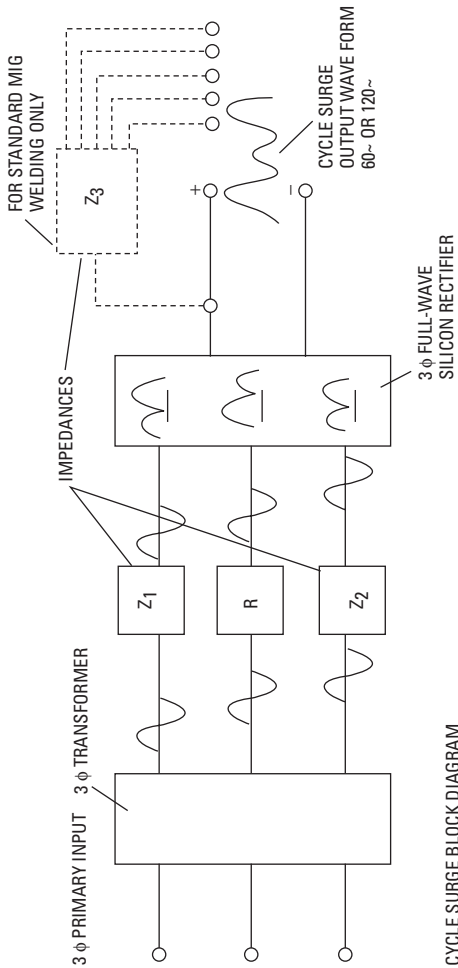 3 ϕ PRIMARY INPUT
3 ϕ TRANSFORMER
IMPEDANCES
FOR STANDARD MIG
WELDING ONLY
Z1
R
Z2
Z3
+
–
CYCLE SURGE
OUTPUT WAVE FORM
60~ OR 120~
3 ϕ FULL-WAVE
SILICON RECTIFIER
CYCLE SURGE BLOCK DIAGRAM